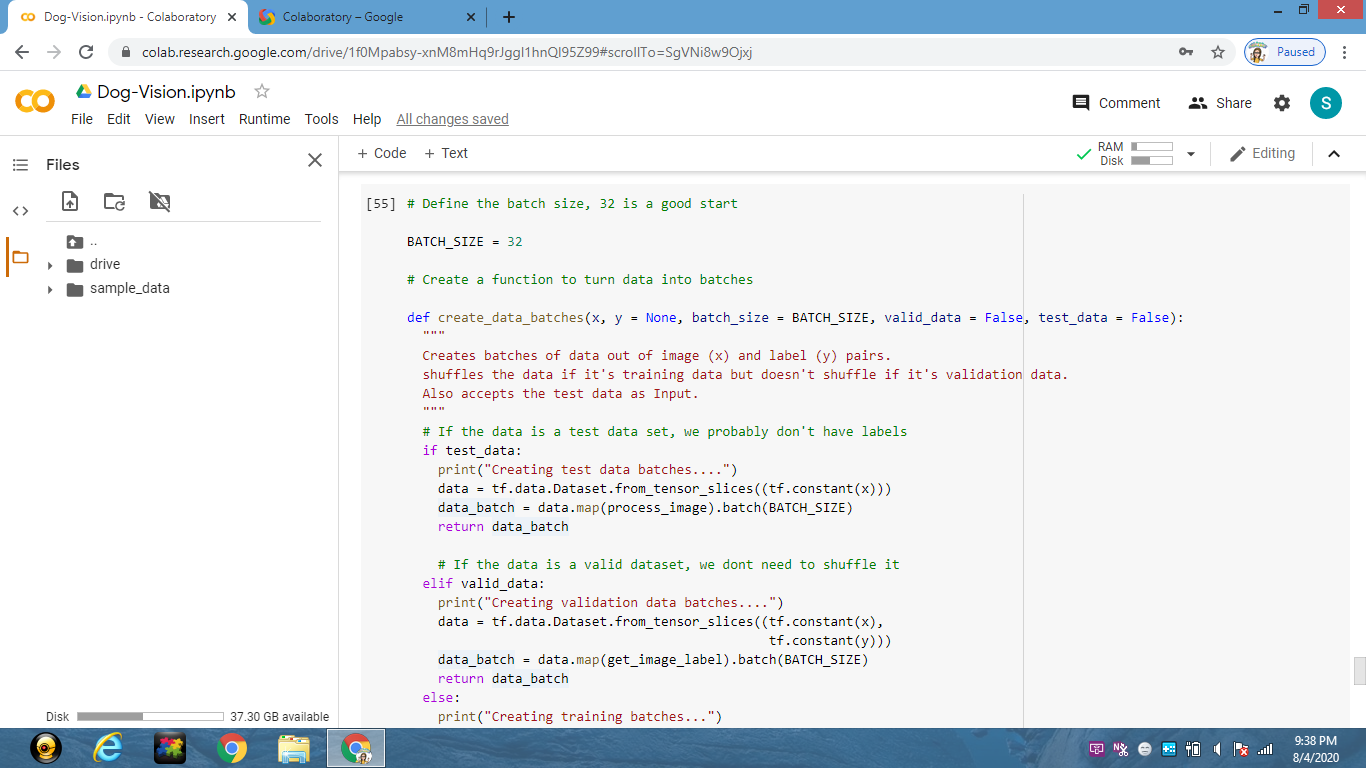 Dog-Vision.ipynb - Colaboratory
Colaboratory – Google
colab.research.google.com/drive/1f0Mpabsy-xnM8mHq9rJggI1hnQl95Z99#scrollTo=SgVNi8w9Ojxj
Paused
Dog-Vision.ipynb
File Edit View Insert Runtime Tools Help All changes saved
Comment
Share
S
Files
+ Code + Text
RAM
Disk
Editing
..
drive
sample_data
Disk
37.30 GB available
[55] # Define the batch size, 32 is a good start
BATCH_SIZE = 32
# Create a function to turn data into batches
def create_data_batches(x, y = None, batch_size = BATCH_SIZE, valid_data = False, test_data = False):
"""
Creates batches of data out of image (x) and label (y) pairs.
shuffles the data if it's training data but doesn't shuffle if it's validation data.
Also accepts the test data as Input.
"""
# If the data is a test data set, we probably don't have labels
if test_data:
print("Creating test data batches....")
data = tf.data.Dataset.from_tensor_slices((tf.constant(x)))
data_batch = data.map(process_image).batch(BATCH_SIZE)
return data_batch
# If the data is a valid dataset, we dont need to shuffle it
elif valid_data:
print("Creating validation data batches....")
data = tf.data.Dataset.from_tensor_slices((tf.constant(x),
tf.constant(y)))
data_batch = data.map(get_image_label).batch(BATCH_SIZE)
return data_batch
else:
print("Creating training batches...")
9:38 PM
8/4/2020